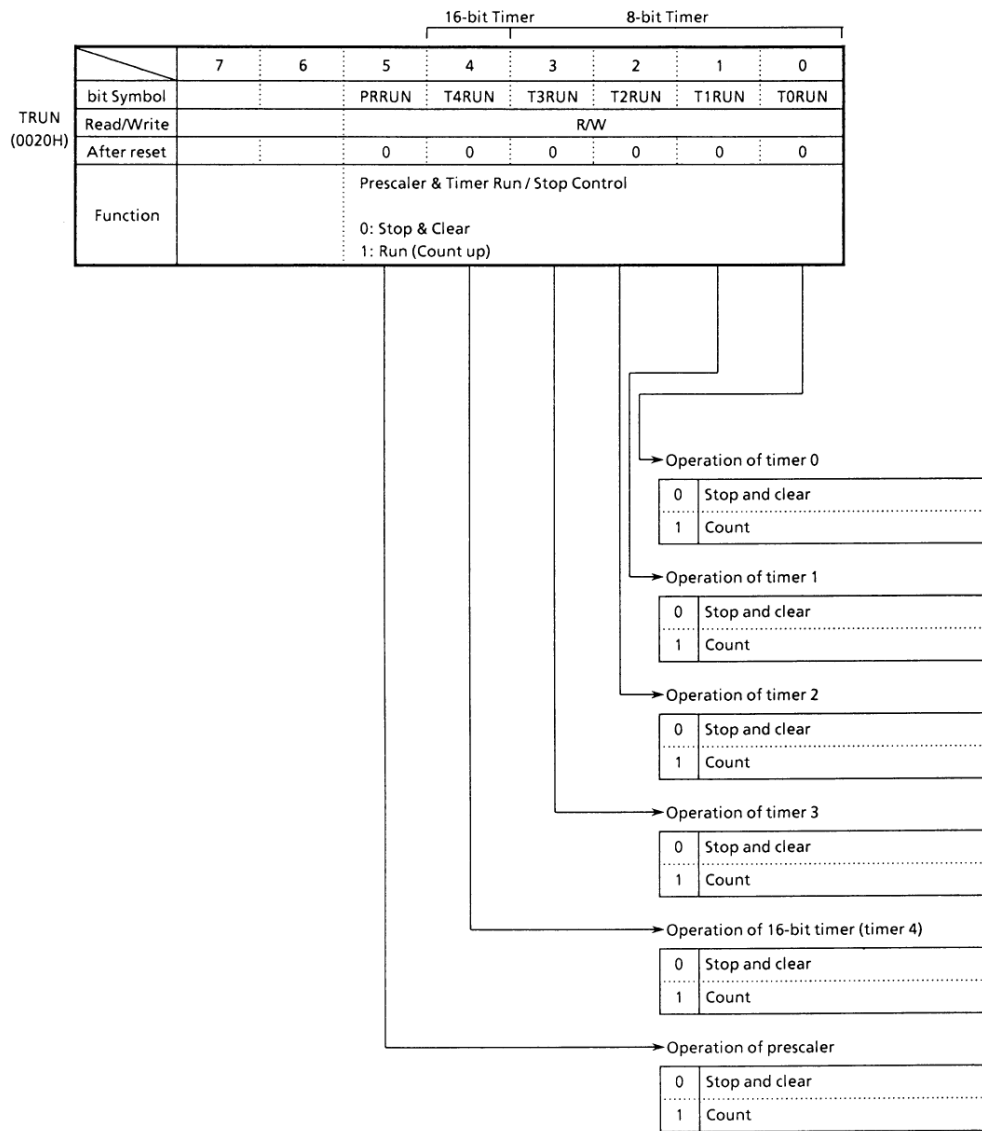 16-bit Timer 8-bit Timer
7 6 5 4 3 2 1 0
bit Symbol PRRUN T4RUN T3RUN T2RUN T1RUN T0RUN
TRUN
(0020H)
Read/Write R/W
After reset 0 0 0 0 0 0
Function
Prescaler & Timer Run / Stop Control
0: Stop & Clear
1: Run (Count up)
Operation of timer 0
0 Stop and clear
1 Count
Operation of timer 1
0 Stop and clear
1 Count
Operation of timer 2
0 Stop and clear
1 Count
Operation of timer 3
0 Stop and clear
1 Count
Operation of 16-bit timer (timer 4)
0 Stop and clear
1 Count
Operation of prescaler
0 Stop and clear
1 Count